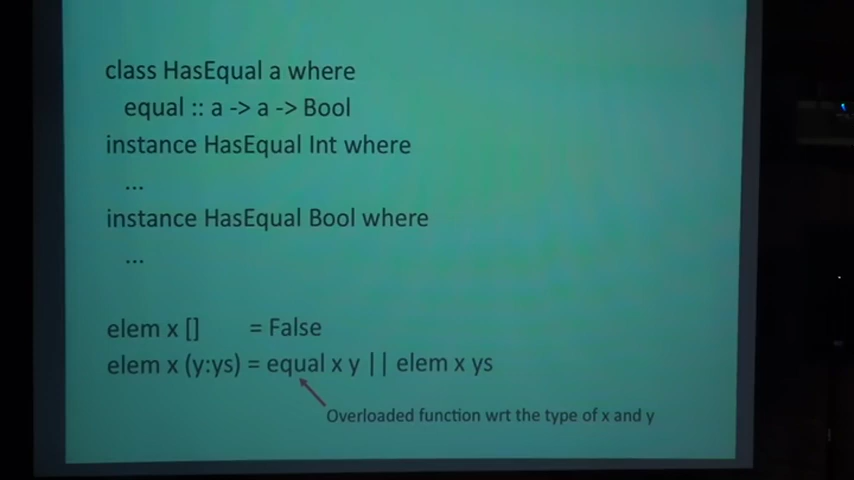 class HasEqual a where
equal :: a -> a -> Bool
instance HasEqual Int where
...
instance HasEqual Bool where
...
elem x [] = False
elem x (y:ys) = equal x y || elem x ys
Overloaded function wrt the type of x and y